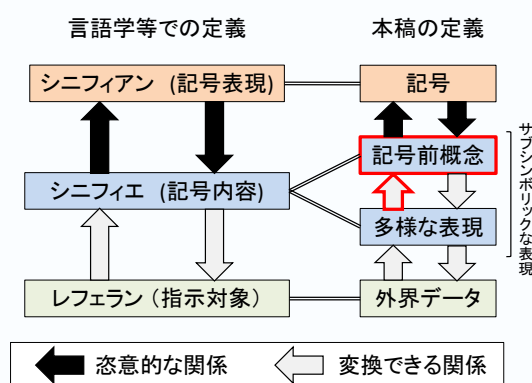 言語学等での定義
本稿の定義
シニフィアン (記号表現)
記号
記号前概念
シニフィエ (記号内容)
多様な表現
サブシンボリックな表現
レフェラン (指示対象)
外界データ
恣意的な関係
変換できる関係